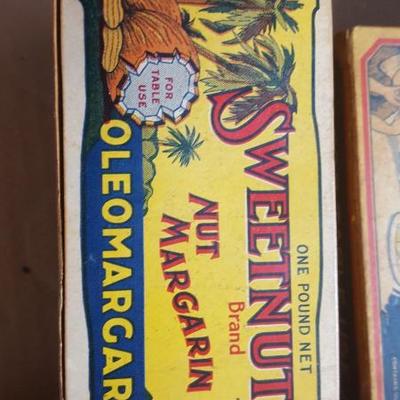 ONE POUND NET
SWEETNUT
Brand
NUT
MARGARIN
FOR
TABLE
USE
OLEOMARGAR